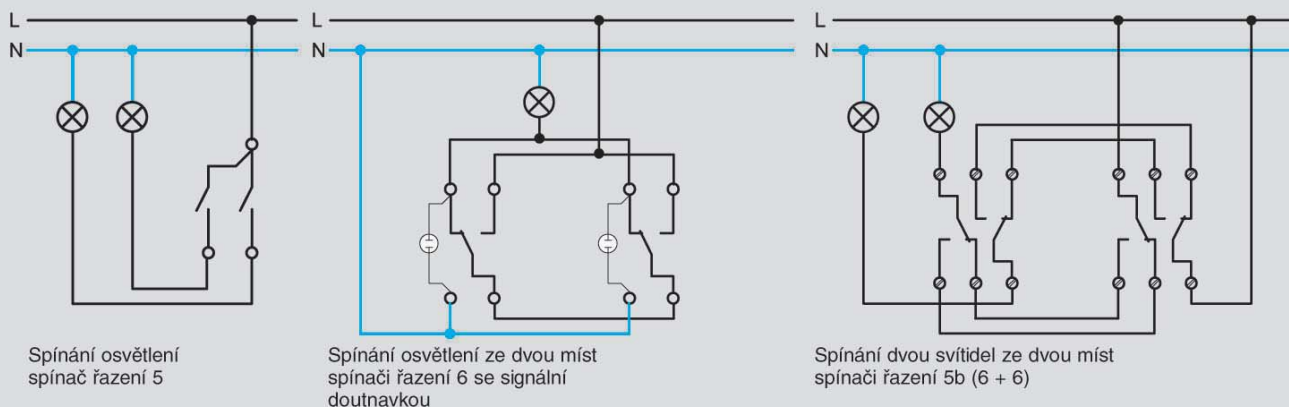 L
N
Spínání osvětlení
spínač řazení 5
L
N
Spínání osvětlení ze dvou míst
spínači řazení 6 se signální
doutnavkou
L
N
Spínání dvou svítidel ze dvou míst
spínači řazení 5b (6 + 6)